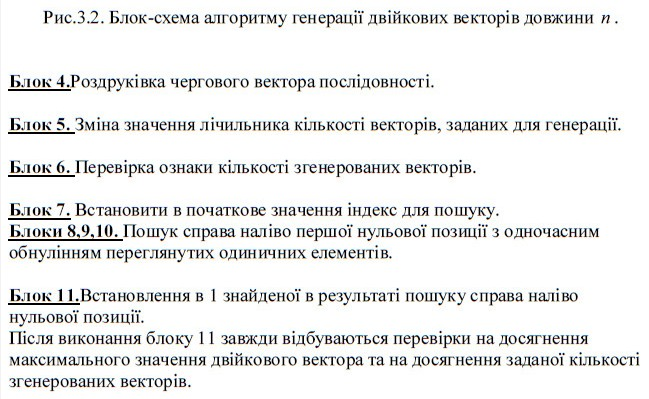 Рис.3.2. Блок-схема алгоритму генерації двійкових векторів довжини n .
Блок 4.Роздруківка чергового вектора послідовності.
Блок 5. Зміна значення лічильника кількості векторів, заданих для генерації.
Блок 6. Перевірка ознаки кількості згенерованих векторів.
Блок 7. Встановити в початкове значення індекс для пошуку.
Блоки 8,9,10. Пошук справа наліво першої нульової позиції з одночасним
обнулінням переглянутих одиничних елементів.
Блок 11.Встановлення в 1 знайденої в результаті пошуку справа наліво
нульової позиції.
Після виконання блоку 11 завжди відбуваються перевірки на досягнення
максимального значення двійкового вектора та на досягнення заданої кількості
згенерованих векторів.